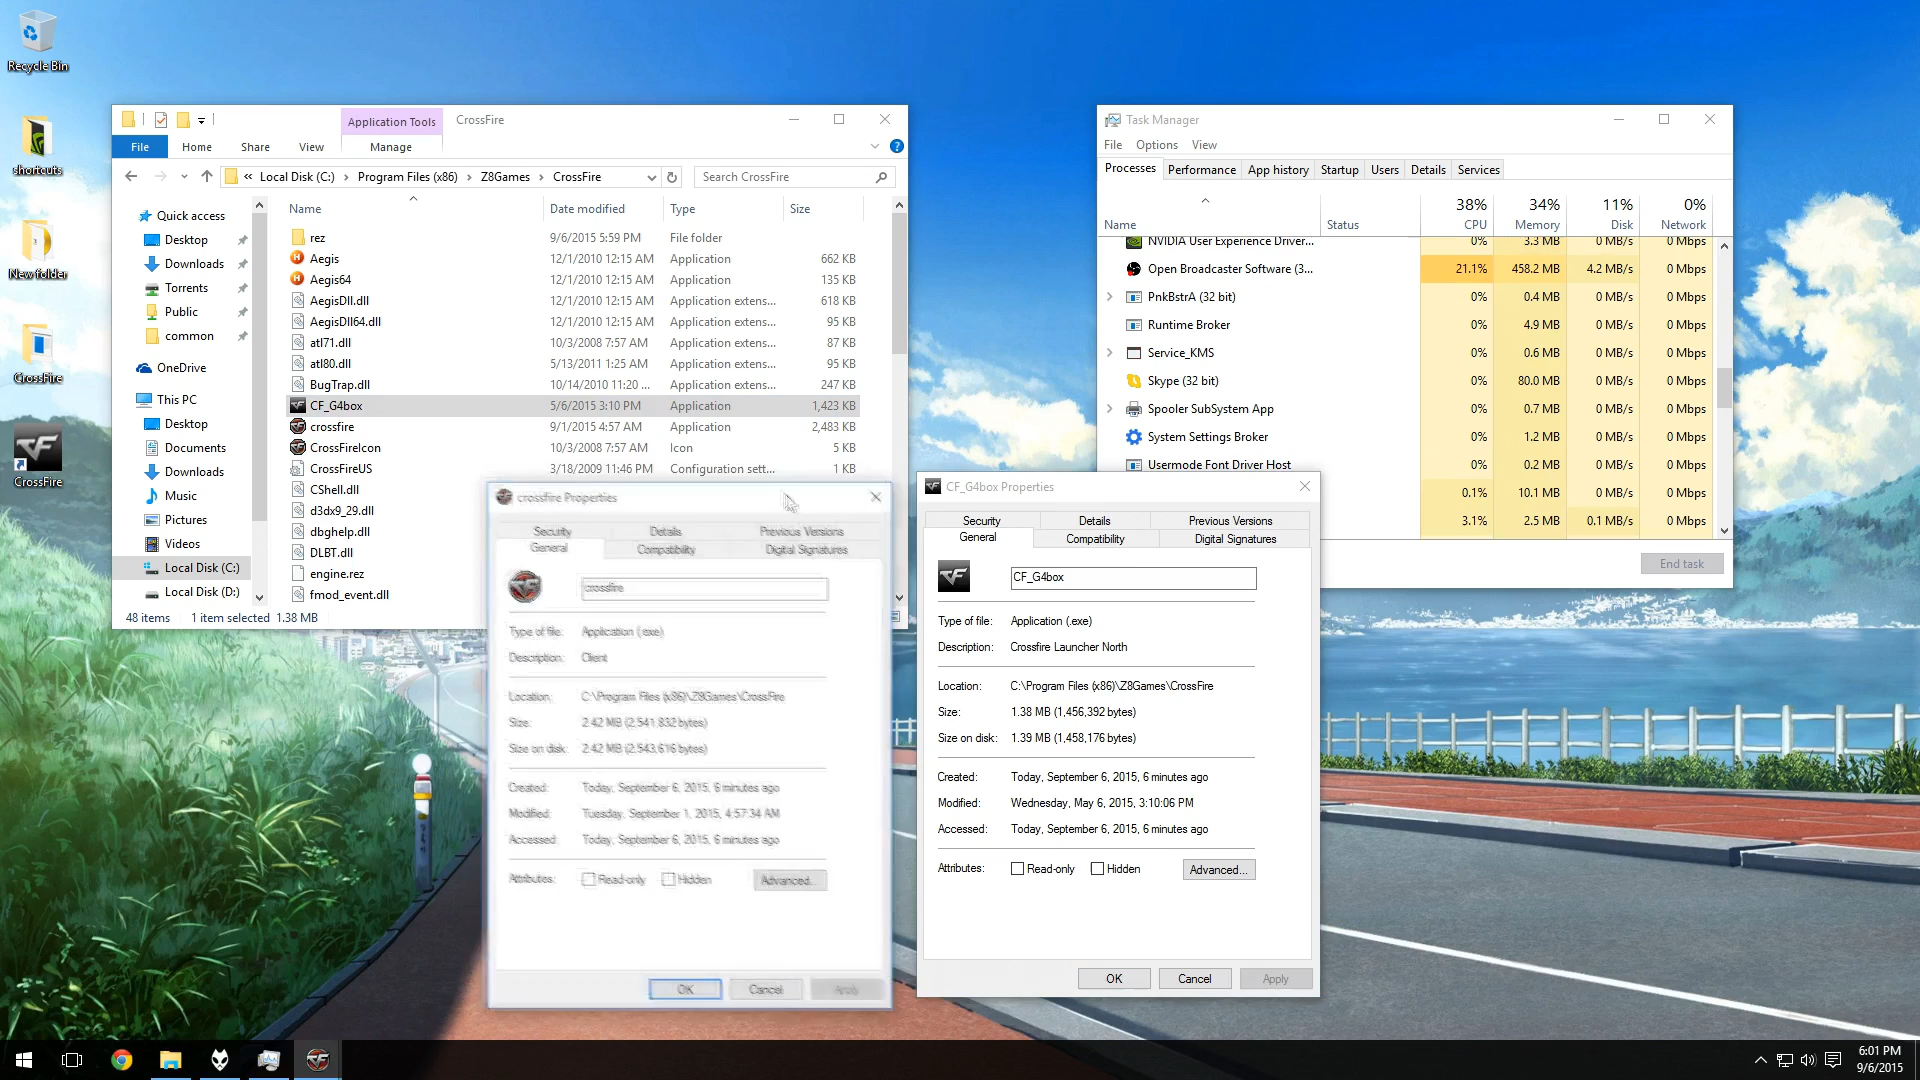 Recycle Bin
shortcuts
New folder
CrossFire
CrossFire
Application Tools
CrossFire
File
Home
Share
View
Manage
« Local Disk (C:) › Program Files (x86) › Z8Games › CrossFire
Search CrossFire
Quick access
Desktop
Downloads
Torrents
Public
common
OneDrive
This PC
Desktop
Documents
Downloads
Music
Pictures
Videos
Local Disk (C:)
Local Disk (D:)
Name Date modified Type Size
rez 9/6/2015 5:59 PM File folder
Aegis 12/1/2010 12:15 AM Application 662 KB
Aegis64 12/1/2010 12:15 AM Application 135 KB
AegisDll.dll 12/1/2010 12:15 AM Application extens... 618 KB
AegisDll64.dll 12/1/2010 12:15 AM Application extens... 95 KB
atl71.dll 10/3/2008 7:57 AM Application extens... 87 KB
atl80.dll 5/13/2011 1:25 AM Application extens... 95 KB
BugTrap.dll 10/14/2010 11:20 ... Application extens... 247 KB
CF_G4box 5/6/2015 3:10 PM Application 1,423 KB
crossfire 9/1/2015 4:57 AM Application 2,483 KB
CrossFireIcon 10/3/2008 7:57 AM Icon 5 KB
CrossFireUS 3/18/2009 11:46 PM Configuration sett... 1 KB
CShell.dll
d3dx9_29.dll
dbghelp.dll
DLBT.dll
engine.rez
fmod_event.dll
48 items 1 item selected 1.38 MB
crossfire Properties
Security Details Previous Versions
General Compatibility Digital Signatures
crossfire
Type of file: Application (.exe)
Description: Client
Location: C:\Program Files (x86)\Z8Games\CrossFire
Size: 2.42 MB (2,541,832 bytes)
Size on disk: 2.42 MB (2,543,616 bytes)
Created: Today, September 6, 2015, 6 minutes ago
Modified: Tuesday, September 1, 2015, 4:57:34 AM
Accessed: Today, September 6, 2015, 6 minutes ago
Attributes: Read-only Hidden Advanced...
OK Cancel Apply
CF_G4box Properties
Security Details Previous Versions
General Compatibility Digital Signatures
CF_G4box
Type of file: Application (.exe)
Description: Crossfire Launcher North
Location: C:\Program Files (x86)\Z8Games\CrossFire
Size: 1.38 MB (1,456,392 bytes)
Size on disk: 1.39 MB (1,458,176 bytes)
Created: Today, September 6, 2015, 6 minutes ago
Modified: Wednesday, May 6, 2015, 3:10:06 PM
Accessed: Today, September 6, 2015, 6 minutes ago
Attributes: Read-only Hidden Advanced...
OK Cancel Apply
Task Manager
File Options View
Processes Performance App history Startup Users Details Services
38% 34% 11% 0%
Name Status CPU Memory Disk Network
NVIDIA User Experience Driver... 0% 3.3 MB 0 MB/s 0 Mbps
Open Broadcaster Software (3... 21.1% 458.2 MB 4.2 MB/s 0 Mbps
PnkBstrA (32 bit) 0% 0.4 MB 0 MB/s 0 Mbps
Runtime Broker 0% 4.9 MB 0 MB/s 0 Mbps
Service_KMS 0% 0.6 MB 0 MB/s 0 Mbps
Skype (32 bit) 0% 80.0 MB 0 MB/s 0 Mbps
Spooler SubSystem App 0% 0.7 MB 0 MB/s 0 Mbps
System Settings Broker 0% 1.2 MB 0 MB/s 0 Mbps
Usermode Font Driver Host 0% 0.2 MB 0 MB/s 0 Mbps
0.1% 10.1 MB 0 MB/s 0 Mbps
3.1% 2.5 MB 0.1 MB/s 0 Mbps
End task
6:01 PM
9/6/2015